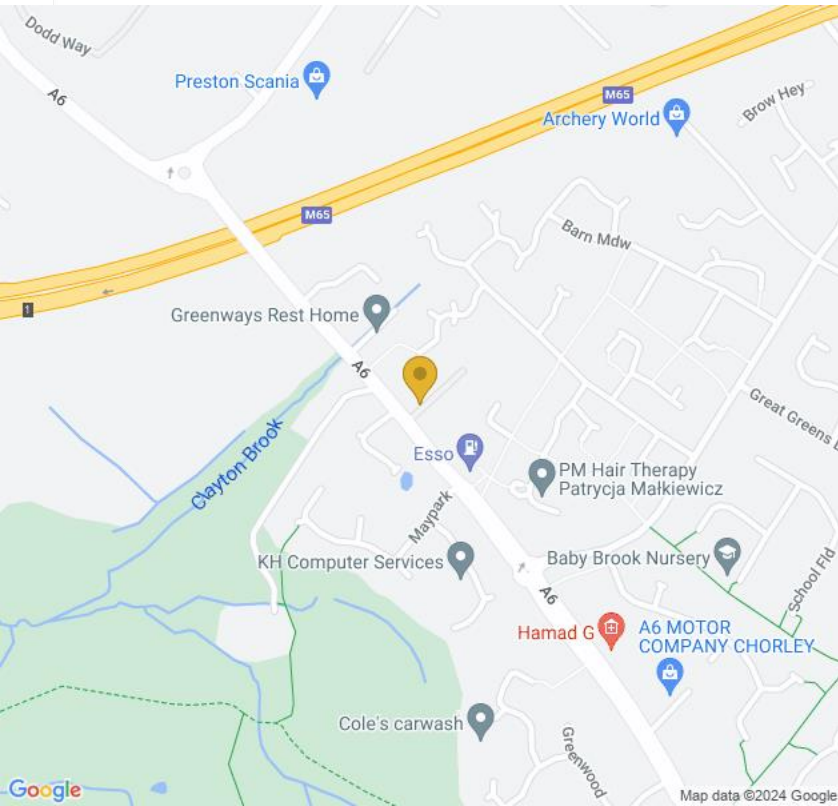 Dodd Way
A6
Preston Scania
M65
Archery World
Brow Hey
M65
Barn Mdw
1
Greenways Rest Home
A6
Great Greens
Clayton Brook
Esso
PM Hair Therapy
Patrycja Małkiewicz
Maypark
KH Computer Services
Baby Brook Nursery
School Fld
A6
Hamad G
A6 MOTOR
COMPANY CHORLEY
Cole's carwash
Greenwood
Google
Map data ©2024 Google